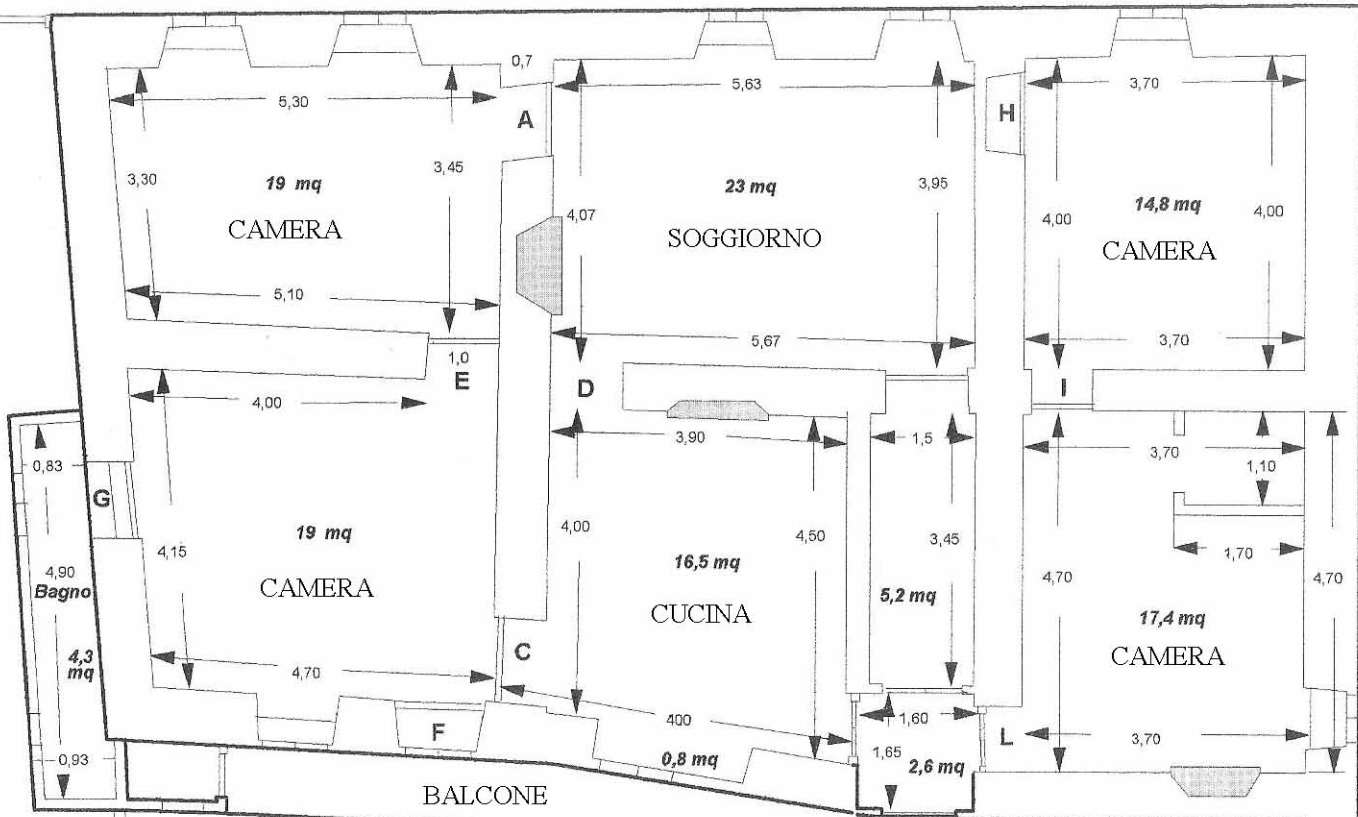 0,7
5,30
A
3,30
3,45
19 mq
CAMERA
5,10
5,63
4,07
3,95
23 mq
SOGGIORNO
5,67
H
3,70
4,00
4,00
14,8 mq
CAMERA
3,70
1,0
E
D
I
4,00
0,83
G
4,15
19 mq
CAMERA
4,90
Bagno
4,3
mq
4,70
C
F
0,93
3,90
4,00
4,50
16,5 mq
CUCINA
400
0,8 mq
1,5
3,45
5,2 mq
1,60
1,65
2,6 mq
L
3,70
1,10
1,70
4,70
4,70
17,4 mq
CAMERA
3,70
BALCONE